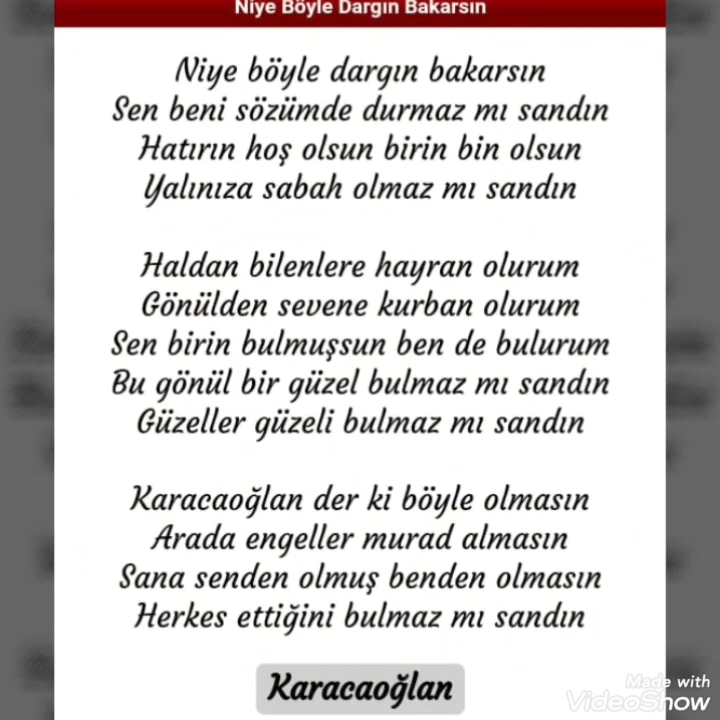 Niye Böyle Dargın Bakarsın
Niye böyle dargın bakarsın
Sen beni sözümde durmaz mı sandın
Hatırın hoş olsun birin bin olsun
Yalınıza sabah olmaz mı sandın
Haldan bilenlere hayran olurum
Gönülden sevene kurban olurum
Sen birin bulmuşsun ben de bulurum
Bu gönül bir güzel bulmaz mı sandın
Güzeller güzeli bulmaz mı sandın
Karacaoğlan der ki böyle olmasın
Arada engeller murad almasın
Sana senden olmuş benden olmasın
Herkes ettiğini bulmaz mı sandın
Karacaoğlan
Made with
VideoShow